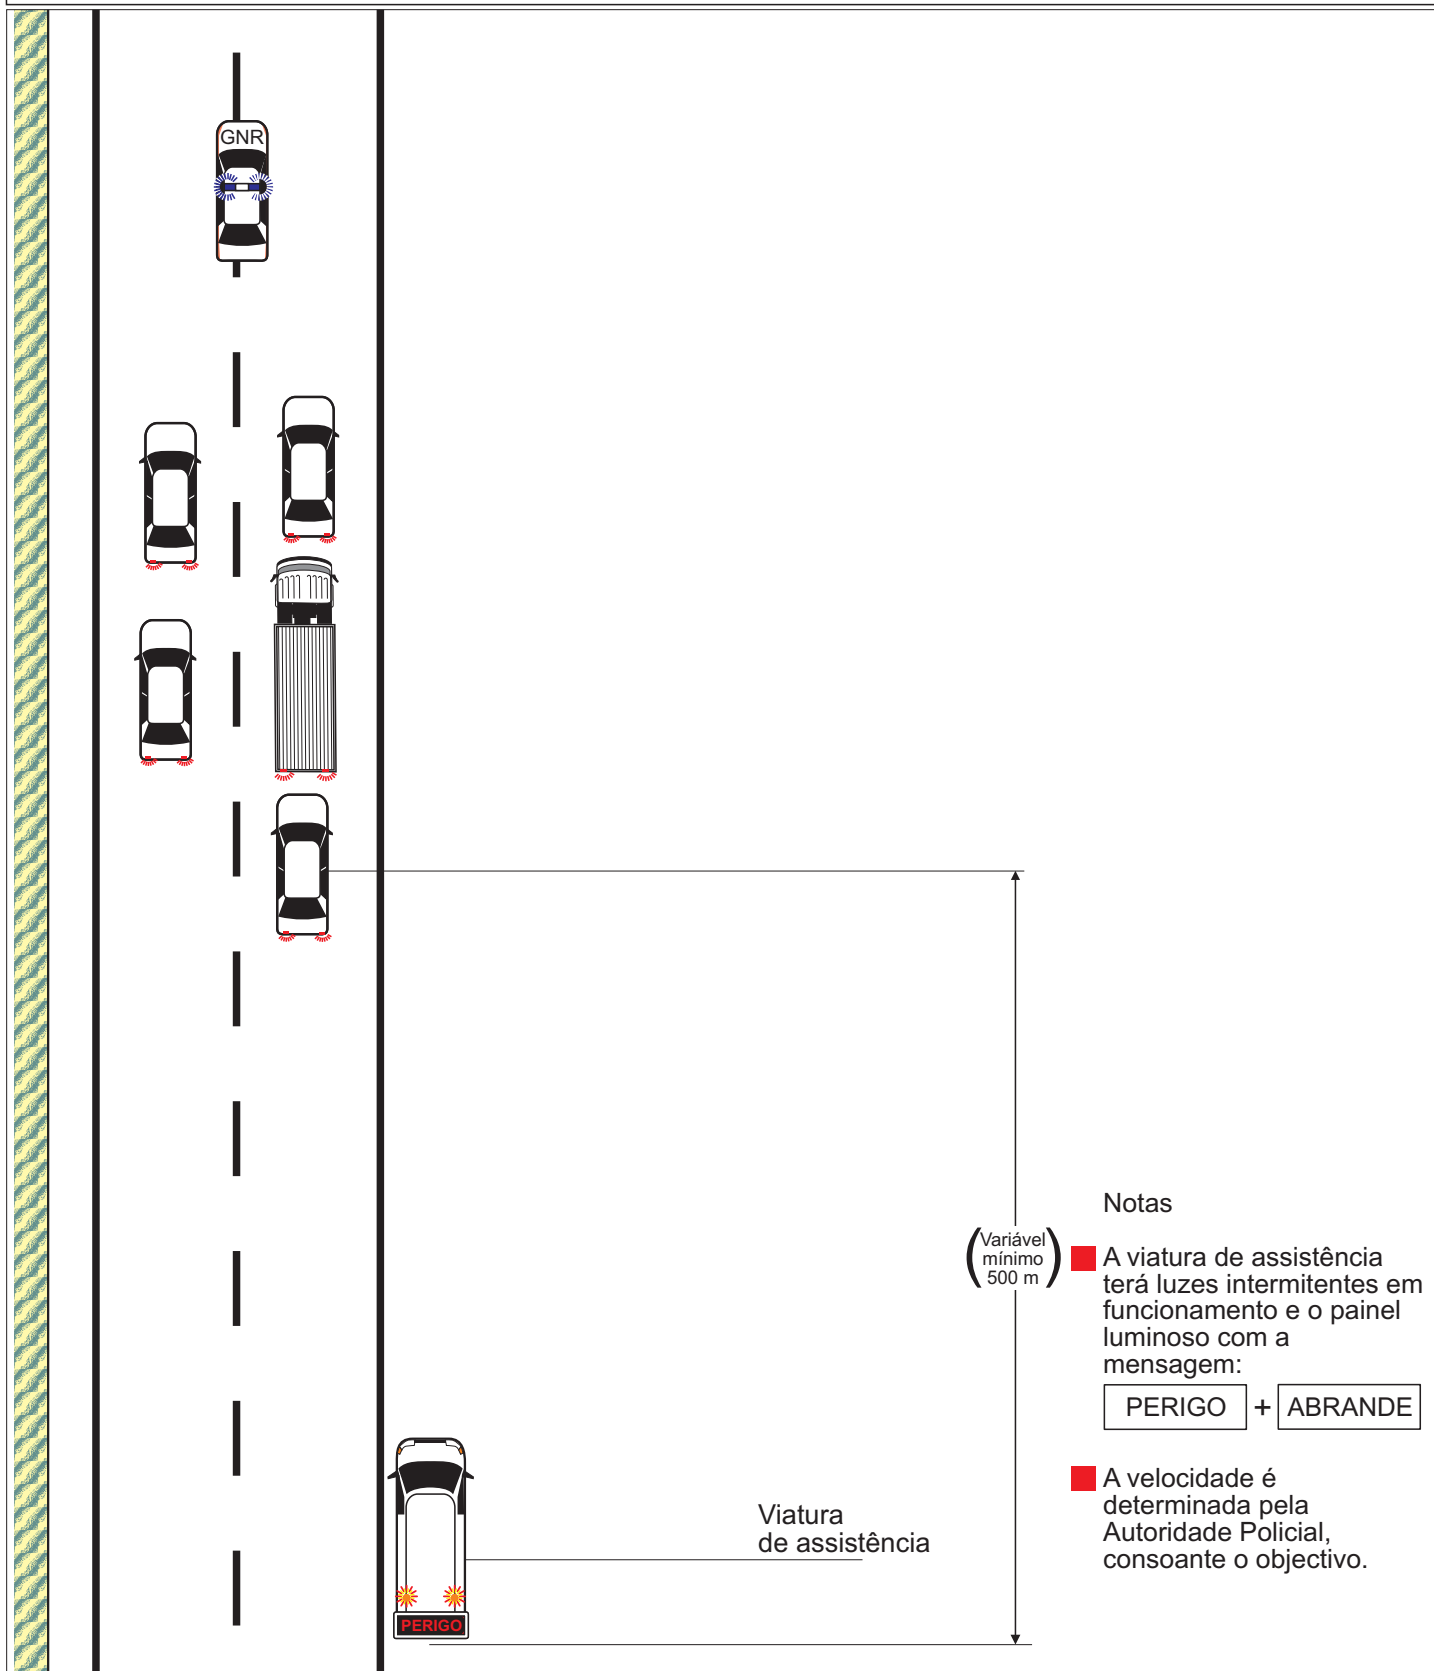 GNR
Notas
Variável
mínimo
500 m
A viatura de assistência
terá luzes intermitentes em
funcionamento e o painel
luminoso com a
mensagem:
PERIGO + ABRANDE
A velocidade é
determinada pela
Autoridade Policial,
consoante o objectivo.
Viatura
de assistência
PERIGO